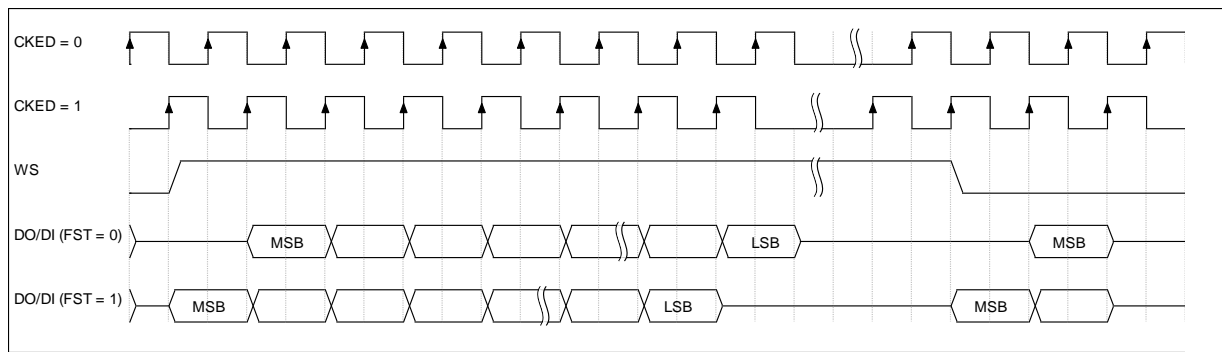 CKED = 0
CKED = 1
WS
DO/DI (FST = 0)
MSB
LSB
MSB
DO/DI (FST = 1)
MSB
LSB
MSB